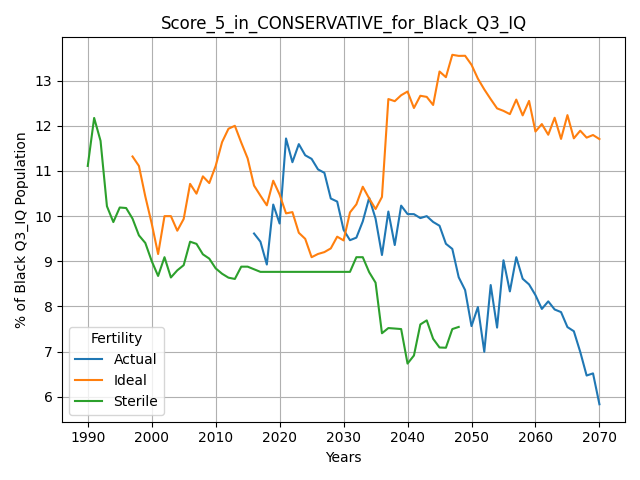 Score_5_in_CONSERVATIVE_for_Black_Q3_IQ
% of Black Q3_IQ Population
13
12
11
10
9
8
7
6
Fertility
Actual
Ideal
Sterile
1990 2000 2010 2020 2030 2040 2050 2060 2070
Years